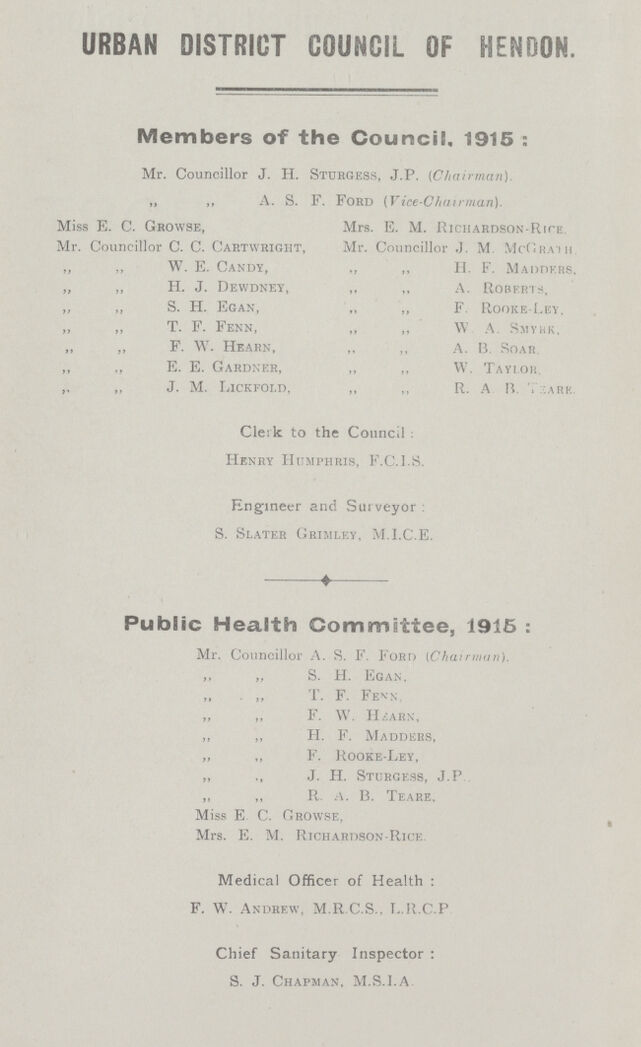 URBAN DISTRICT COUNCIL OF HENDON.
Members of the Council, 1915 :
Mr. Councillor J. H. STURGESS, J.P. (Chairman).
„ „ A. S. F. FORD (Vice-Chairman).
Miss E. C. GROWSE, Mrs. E. M. RICHARDSON-RICE.
Mr. Councillor C. C. CARTWRIGHT, Mr. Councillor J. M. MCGRATH.
„ „ W. E. CANDY, „ „ H. F. MADDERS,
„ „ H. J. DEWDNEY, „ „ A. ROBERTS,
„ „ S. H. EGAN, „ „ F. ROOKE-LEY,
„ „ T. F. FENN, „ „ W. A. SMYRK,
„ „ F. W. HEARN, „ „ A. B. SOAR.
„ „ E. E. GARDNER, „ „ W. TAYLOR,
„ „ J. M. LICKFOLD, „ „ R. A. B. TEARE.
Clerk to the Council :
HENRY HUMPHRIS, F.C.I.S.
Engineer and Surveyor :
S. SLATER GRIMLEY, M.I.C.E.
Public Health Committee, 1915 :
Mr. Councillor A. S. F. FORD (Chairman).
„ „ S. H. EGAN,
„ „ T. F. FENN,
„ „ F. W. HEARN,
„ „ H. F. MADDERS,
„ „ F. ROOKE-LEY,
„ „ J. H. STURGESS, J.P.,
„ „ R. A. B. TEARE,
Miss E. C. GROWSE,
Mrs. E. M. RICHARDSON-RICE.
Medical Officer of Health :
F. W. ANDREW, M.R.C.S., L.R.C.P.
Chief Sanitary Inspector :
S. J. CHAPMAN, M.S.I.A.